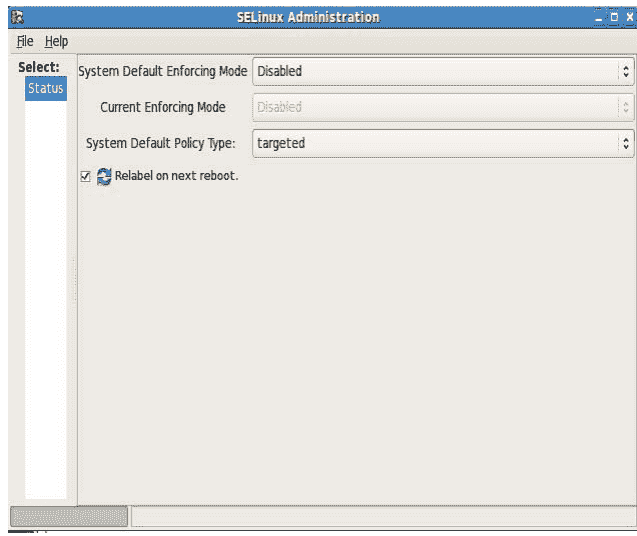 SELinux Administration
File Help
Select:
Status
System Default Enforcing Mode Disabled
Current Enforcing Mode Disabled
System Default Policy Type: targeted
Relabel on next reboot.